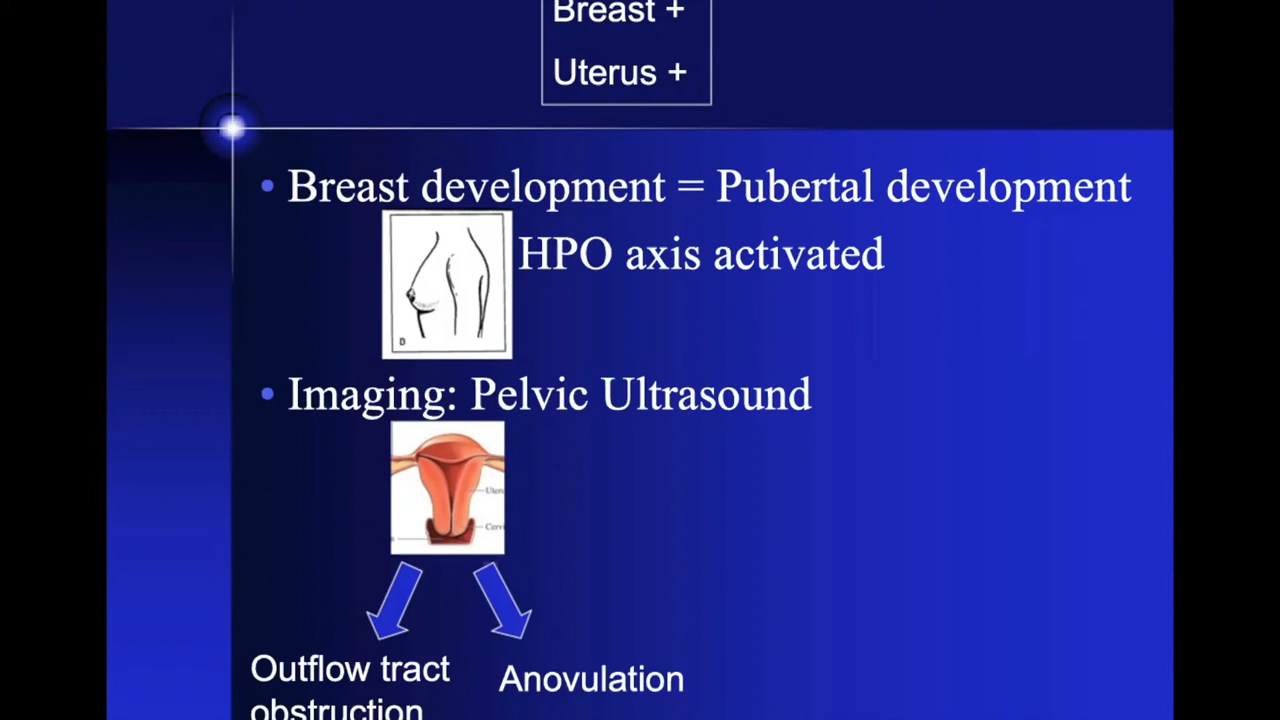 Breast +
Uterus +
• Breast development = Pubertal development
HPO axis activated
D
• Imaging: Pelvic Ultrasound
Outflow tract
obstruction
Anovulation